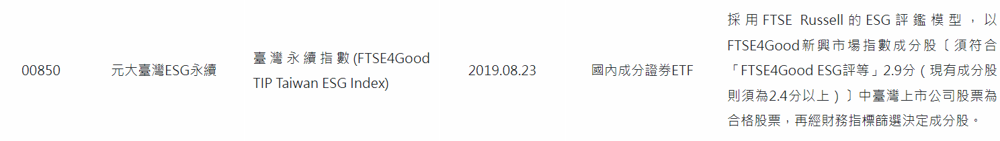 00850
元大臺灣ESG永續
臺灣永續指數(FTSE4Good
TIP Taiwan ESG Index)
2019.08.23
國內成分證券ETF
採用FTSE Russell的ESG評鑑模型，以
FTSE4Good新興市場指數成分股〔須符合
「FTSE4Good ESG評等」2.9分（現有成分股
則須為2.4分以上）〕中臺灣上市公司股票為
合格股票，再經財務指標篩選決定成分股。